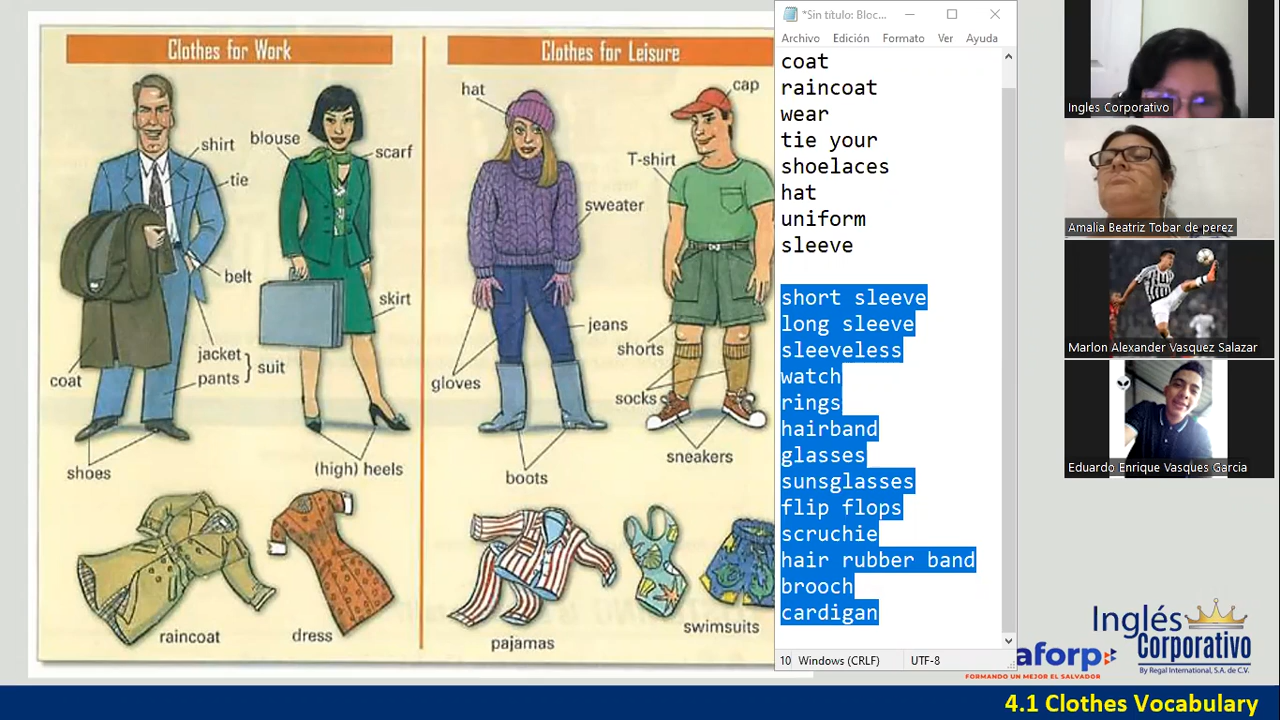 Clothes for Work
Clothes for Leisure
shirt
tie
blouse
scarf
belt
skirt
jacket
pants
suit
coat
shoes
(high) heels
raincoat
dress
hat
cap
T-shirt
sweater
jeans
shorts
gloves
socks
sneakers
boots
pajamas
swimsuits
*Sin título: Bloc...
Archivo Edición Formato Ver Ayuda
coat
raincoat
wear
tie your
shoelaces
hat
uniform
sleeve
short sleeve
long sleeve
sleeveless
watch
rings
hairband
glasses
sunsglasses
flip flops
scruchie
hair rubber band
brooch
cardigan
10 Windows (CRLF) UTF-8
Ingles Corporativo
Amalia Beatriz Tobar de perez
Marlon Alexander Vasquez Salazar
Eduardo Enrique Vasques Garcia
aforp
FORMANDO UN MEJOR EL SALVADOR
Inglés
Corporativo
By Regal International, S.A. de C.V.
4.1 Clothes Vocabulary